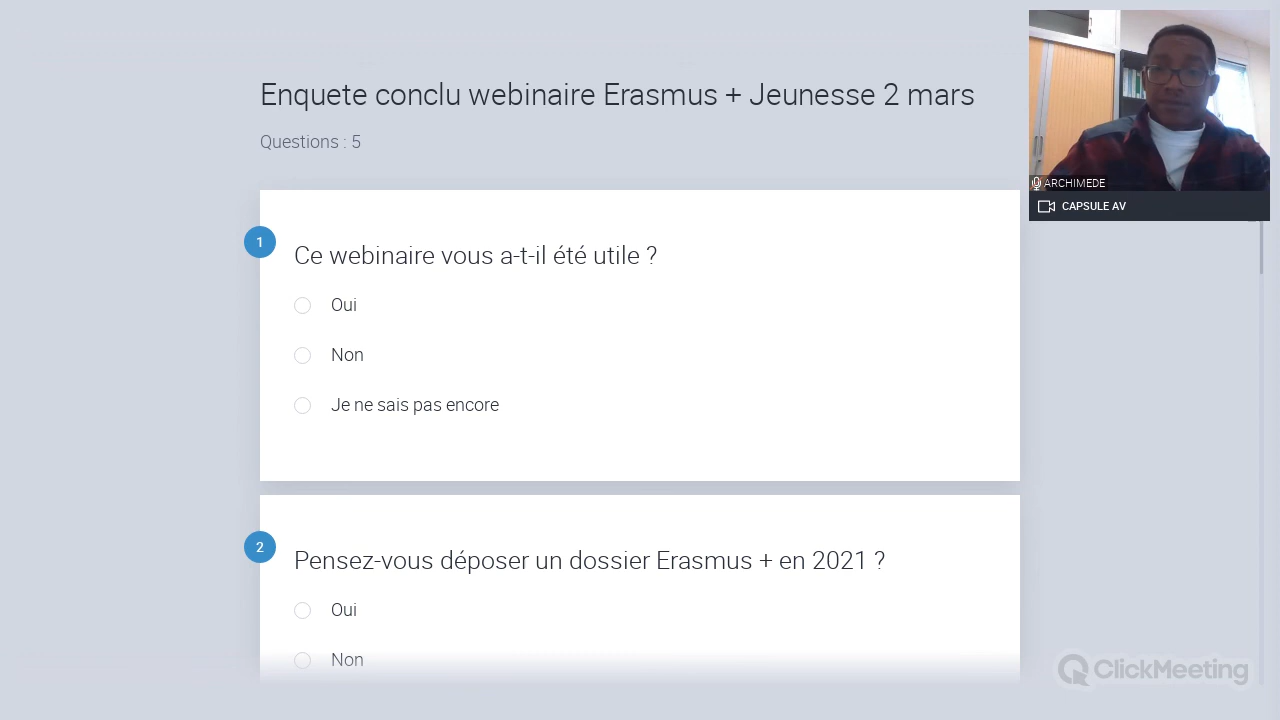 Enquete conclu webinaire Erasmus + Jeunesse 2 mars
Questions : 5
ARCHIMEDE
CAPSULE AV
1
Ce webinaire vous a-t-il été utile ?
Oui
Non
Je ne sais pas encore
2
Pensez-vous déposer un dossier Erasmus + en 2021 ?
Oui
Non
ClickMeeting